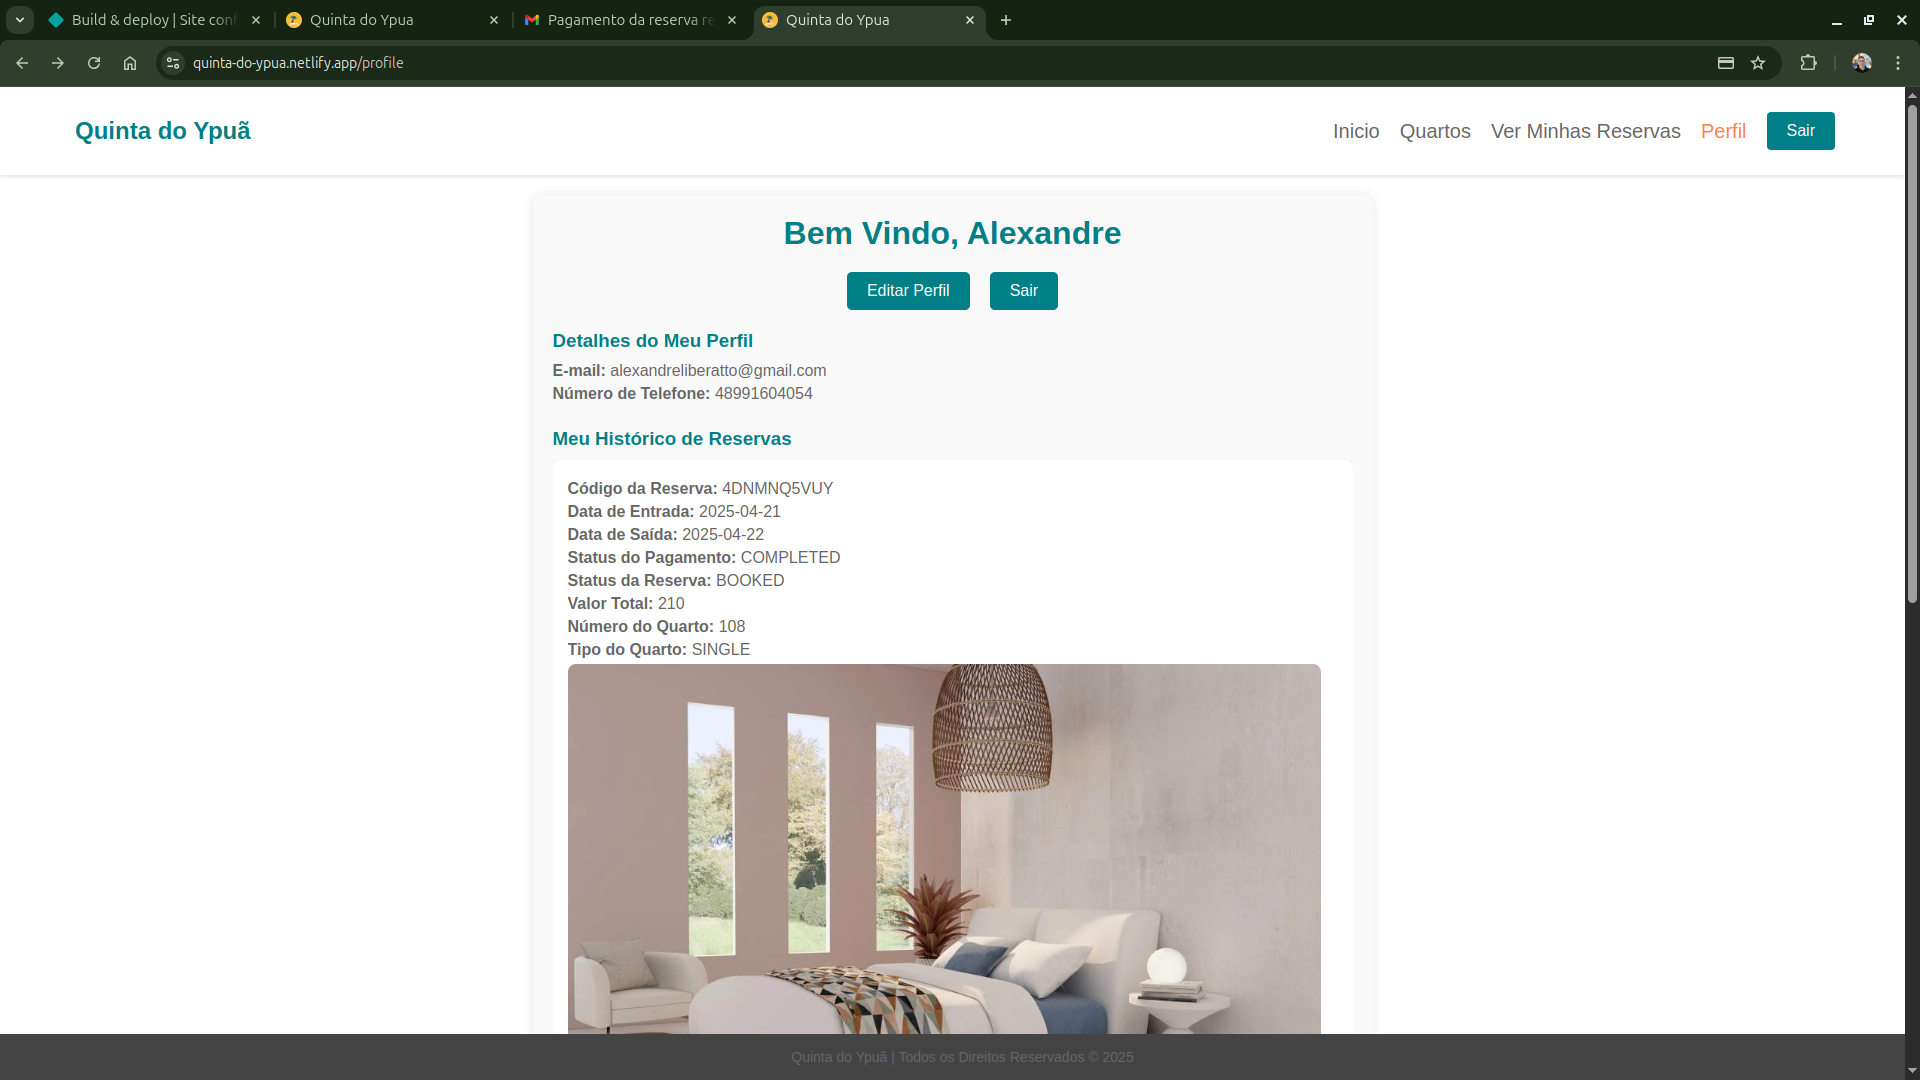 Build & deploy | Site conf
Quinta do Ypua
Pagamento da reserva re
Quinta do Ypua
quinta-do-ypua.netlify.app/profile
Quinta do Ypuã
Inicio
Quartos
Ver Minhas Reservas
Perfil
Sair
Bem Vindo, Alexandre
Editar Perfil
Sair
Detalhes do Meu Perfil
E-mail: alexandreliberatto@gmail.com
Número de Telefone: 48991604054
Meu Histórico de Reservas
Código da Reserva: 4DNMNQ5VUY
Data de Entrada: 2025-04-21
Data de Saída: 2025-04-22
Status do Pagamento: COMPLETED
Status da Reserva: BOOKED
Valor Total: 210
Número do Quarto: 108
Tipo do Quarto: SINGLE
Quinta do Ypuã | Todos os Direitos Reservados © 2025